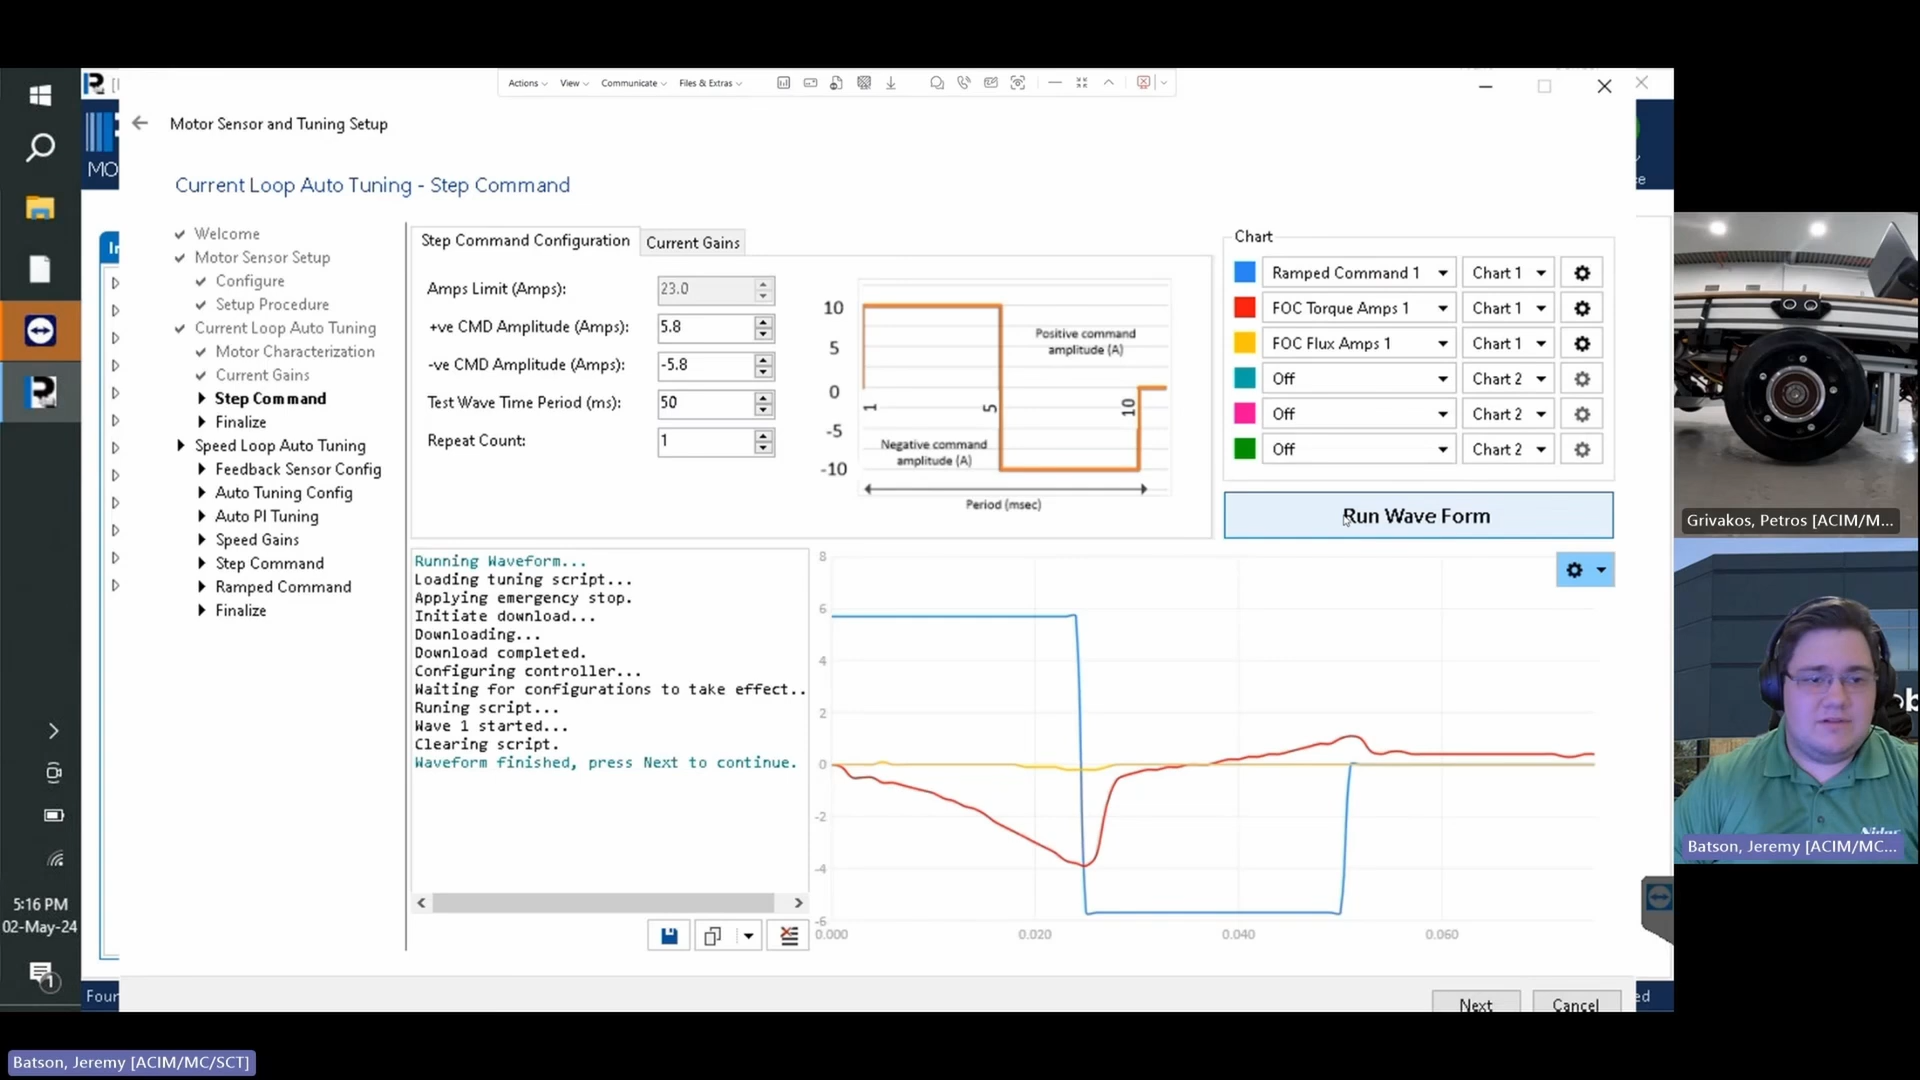 Actions View Communicate Files & Extras
Motor Sensor and Tuning Setup
MO
Current Loop Auto Tuning - Step Command
Welcome
Motor Sensor Setup
Configure
Setup Procedure
Current Loop Auto Tuning
Motor Characterization
Current Gains
Step Command
Finalize
Speed Loop Auto Tuning
Feedback Sensor Config
Auto Tuning Config
Auto PI Tuning
Speed Gains
Step Command
Ramped Command
Finalize
Step Command Configuration Current Gains
Amps Limit (Amps): 23.0
+ve CMD Amplitude (Amps): 5.8
-ve CMD Amplitude (Amps): -5.8
Test Wave Time Period (ms): 50
Repeat Count: 1
10
5
0
-5
-10
1 5 10
Positive command
amplitude (A)
Negative command
amplitude (A)
Period (msec)
Chart
Ramped Command 1 Chart 1
FOC Torque Amps 1 Chart 1
FOC Flux Amps 1 Chart 1
Off Chart 2
Off Chart 2
Off Chart 2
Run Wave Form
Running Waveform...
Loading tuning script...
Applying emergency stop.
Initiate download...
Downloading...
Download completed.
Configuring controller...
Waiting for configurations to take effect..
Runing script...
Wave 1 started...
Clearing script.
Waveform finished, press Next to continue.
8
6
4
2
0
-2
-4
-6
0.000 0.020 0.040 0.060
Next Cancel
5:16 PM
02-May-24
1
Four
ed
Grivakos, Petros [ACIM/M...
Batson, Jeremy [ACIM/MC...
Batson, Jeremy [ACIM/MC/SCT]